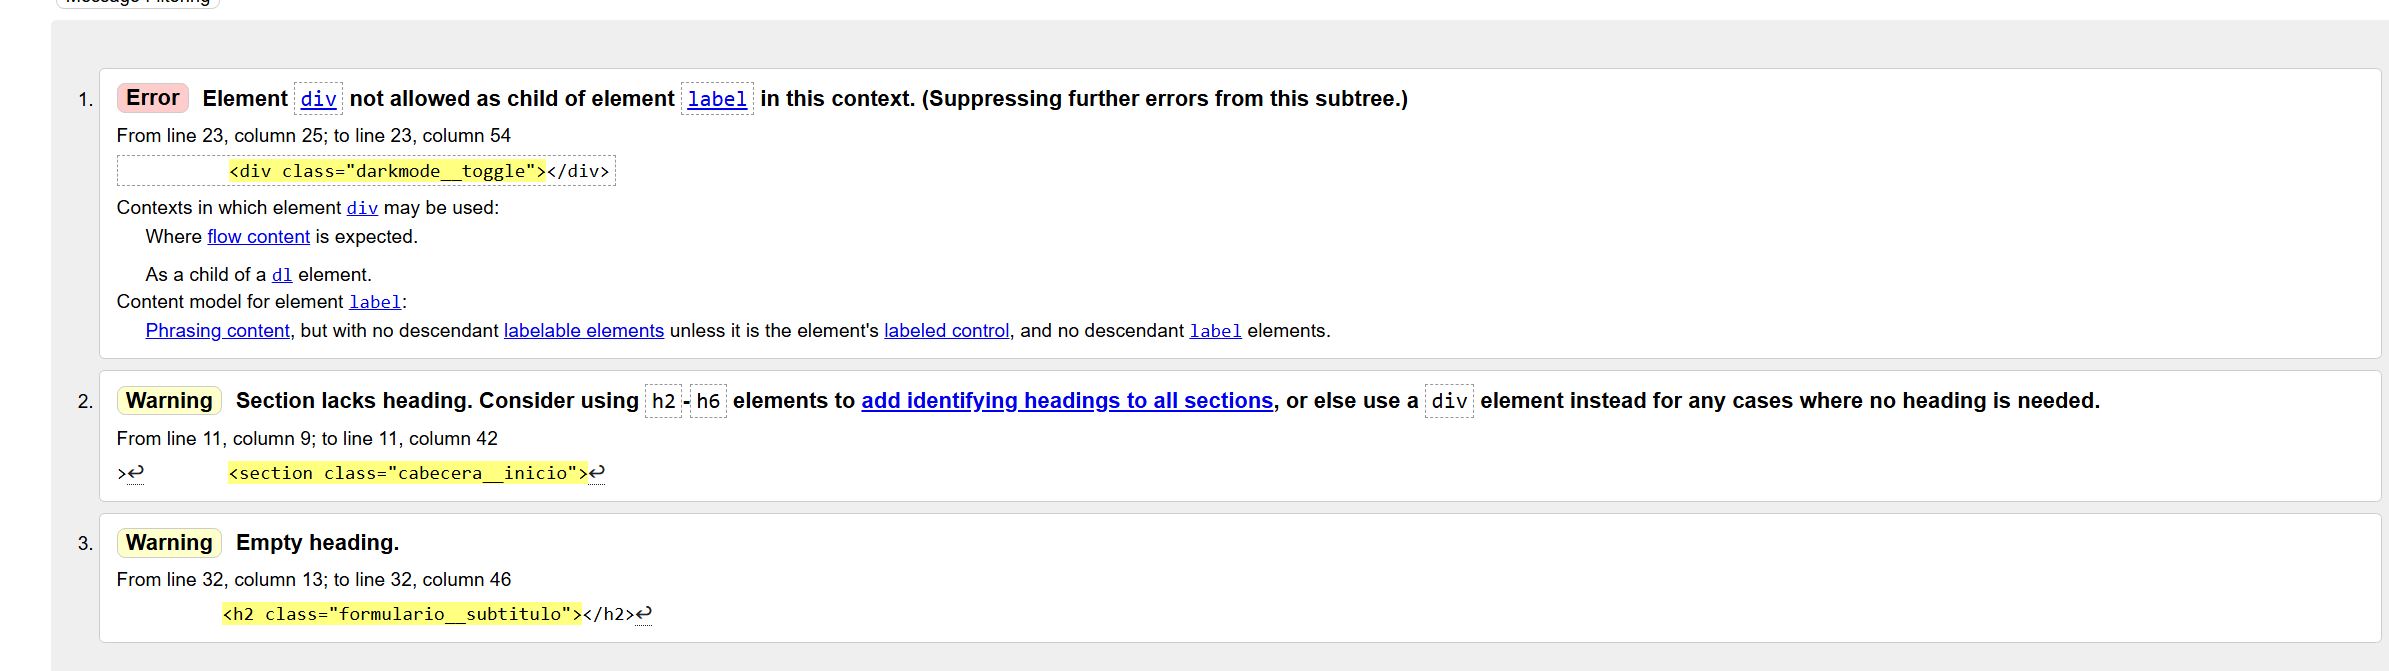 Message Filtering
1. Error Element div not allowed as child of element label in this context. (Suppressing further errors from this subtree.)
From line 23, column 25; to line 23, column 54
<div class="darkmode__toggle"></div>
Contexts in which element div may be used:
Where flow content is expected.
As a child of a dl element.
Content model for element label:
Phrasing content, but with no descendant labelable elements unless it is the element's labeled control, and no descendant label elements.
2. Warning Section lacks heading. Consider using h2-h6 elements to add identifying headings to all sections, or else use a div element instead for any cases where no heading is needed.
From line 11, column 9; to line 11, column 42
>↩ <section class="cabecera__inicio">↩
3. Warning Empty heading.
From line 32, column 13; to line 32, column 46
<h2 class="formulario__subtitulo"></h2>↩